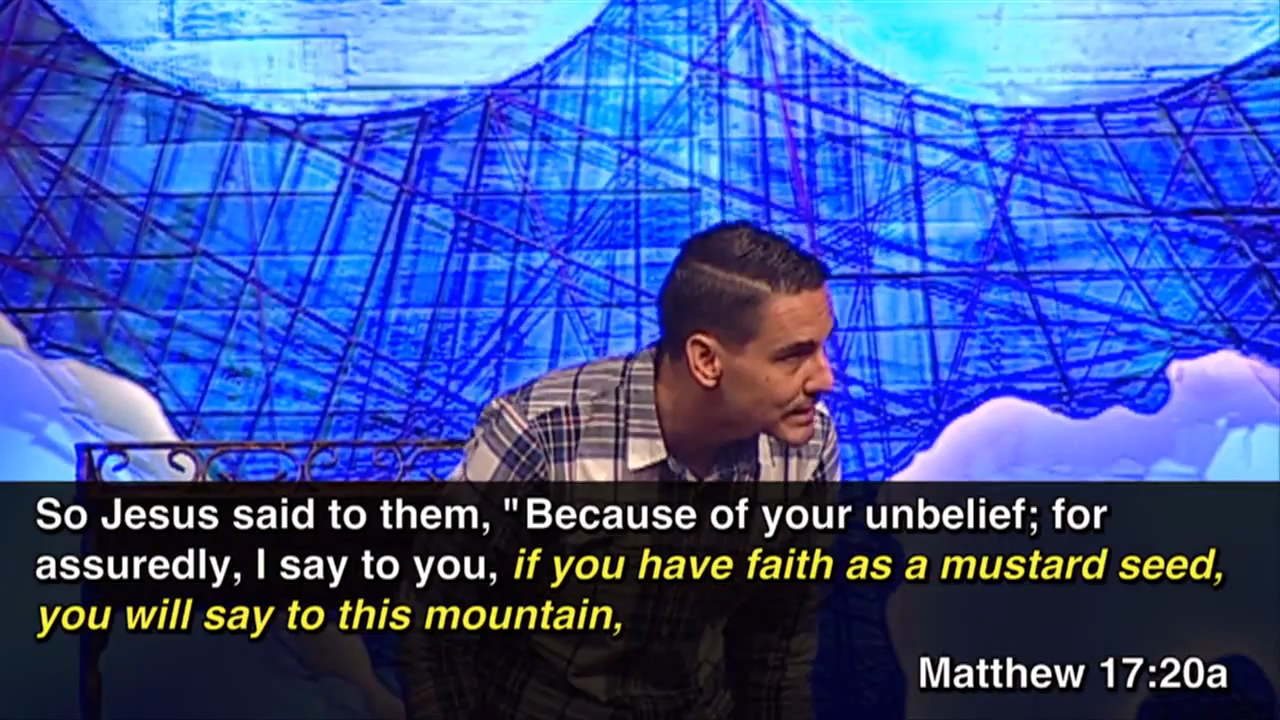 So Jesus said to them, "Because of your unbelief; for
assuredly, I say to you, if you have faith as a mustard seed,
you will say to this mountain,
Matthew 17:20a